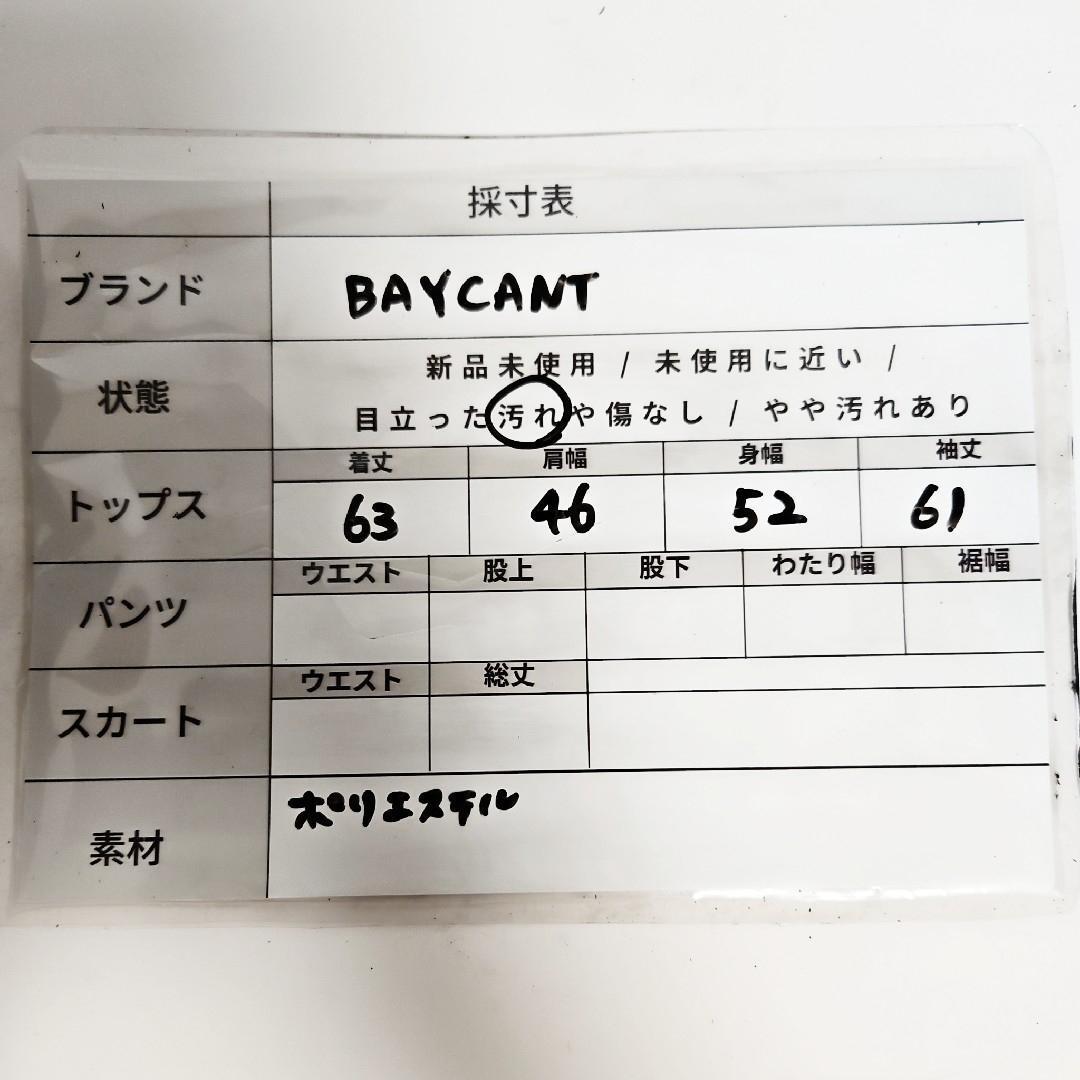 採寸表
ブランド BAYCANT
状態 新品未使用 / 未使用に近い /
目立った汚れや傷なし / やや汚れあり
着丈 肩幅 身幅 袖丈
トップス 63 46 52 61
ウエスト 股上 股下 わたり幅 裾幅
パンツ
ウエスト 総丈
スカート
素材 ポリエステル